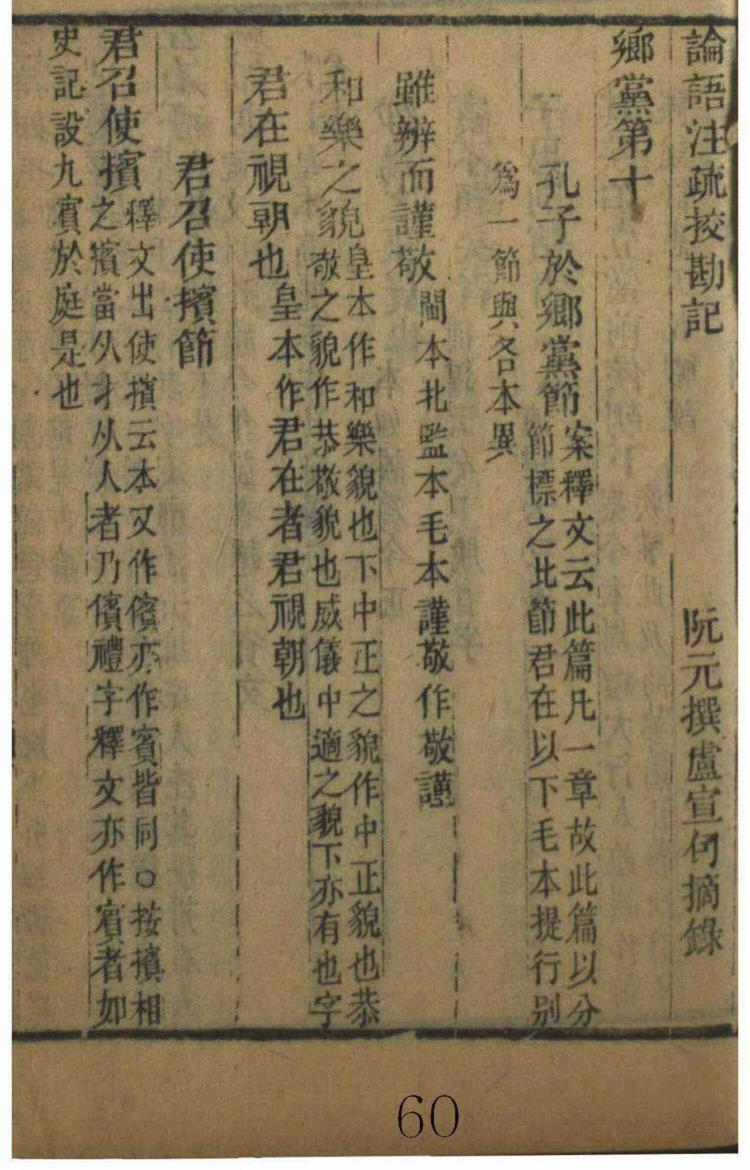 論語注疏挍勘記 阮元撰盧宣旬摘錄
鄉黨第十
孔子於鄉黨節 案釋文云此篇凡一章故此篇以分
節標之此節君在以下毛本提行别
爲一節與各本異
雖辨而謹敬 閩本北監本毛本謹敬作敬謹
和樂之貌 皇本作和樂貌也下中正之貌作中正貌也恭
敬之貌作恭敬貌也威儀中適之貌下亦有也字
君在視朝也 皇本作君在者君視朝也
君召使擯節
君召使擯 釋文出使擯云本又作儐亦作賓皆同○按擯相
之擯當从才从人者乃儐禮字釋文亦作賓者如
史記設九賓於庭是也
60